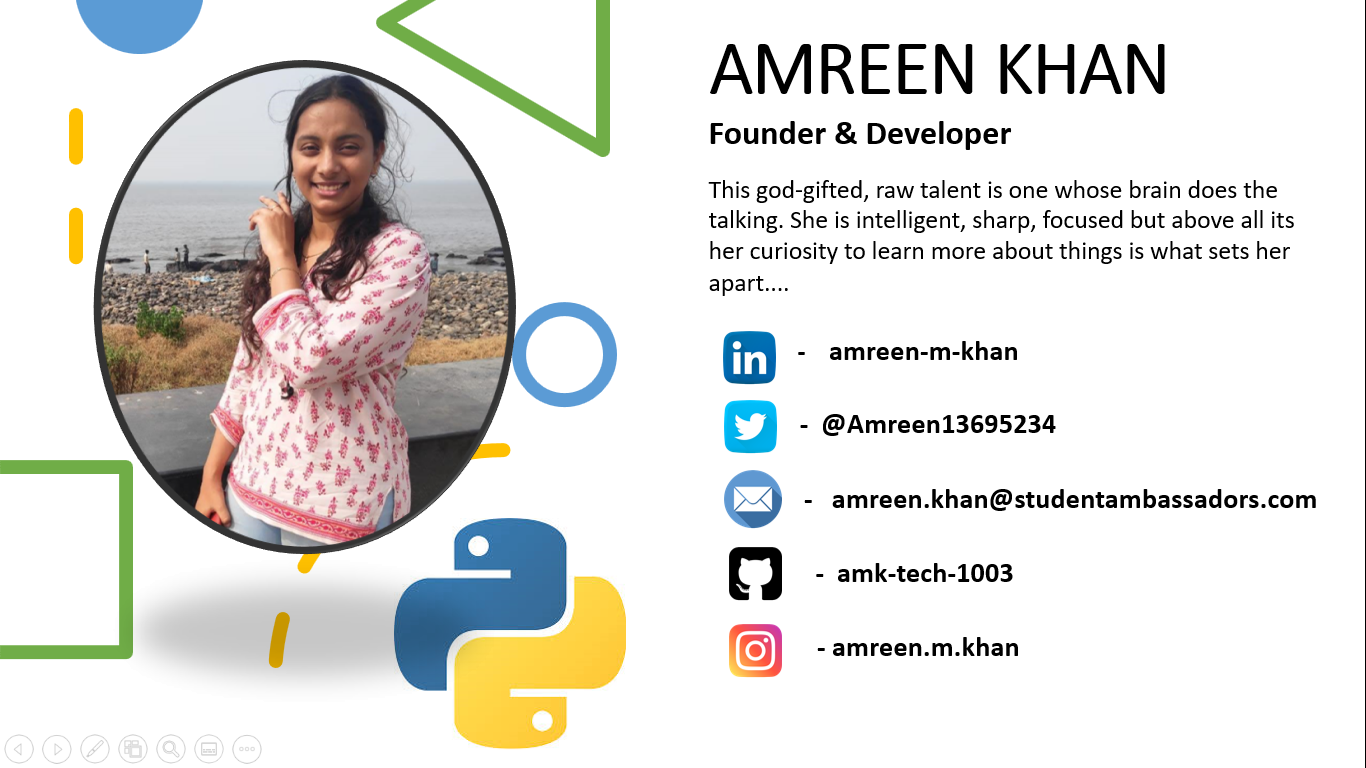 AMREEN KHAN
Founder & Developer
This god-gifted, raw talent is one whose brain does the
talking. She is intelligent, sharp, focused but above all its
her curiosity to learn more about things is what sets her
apart....
in - amreen-m-khan
- @Amreen13695234
- amreen.khan@studentambassadors.com
- amk-tech-1003
- amreen.m.khan